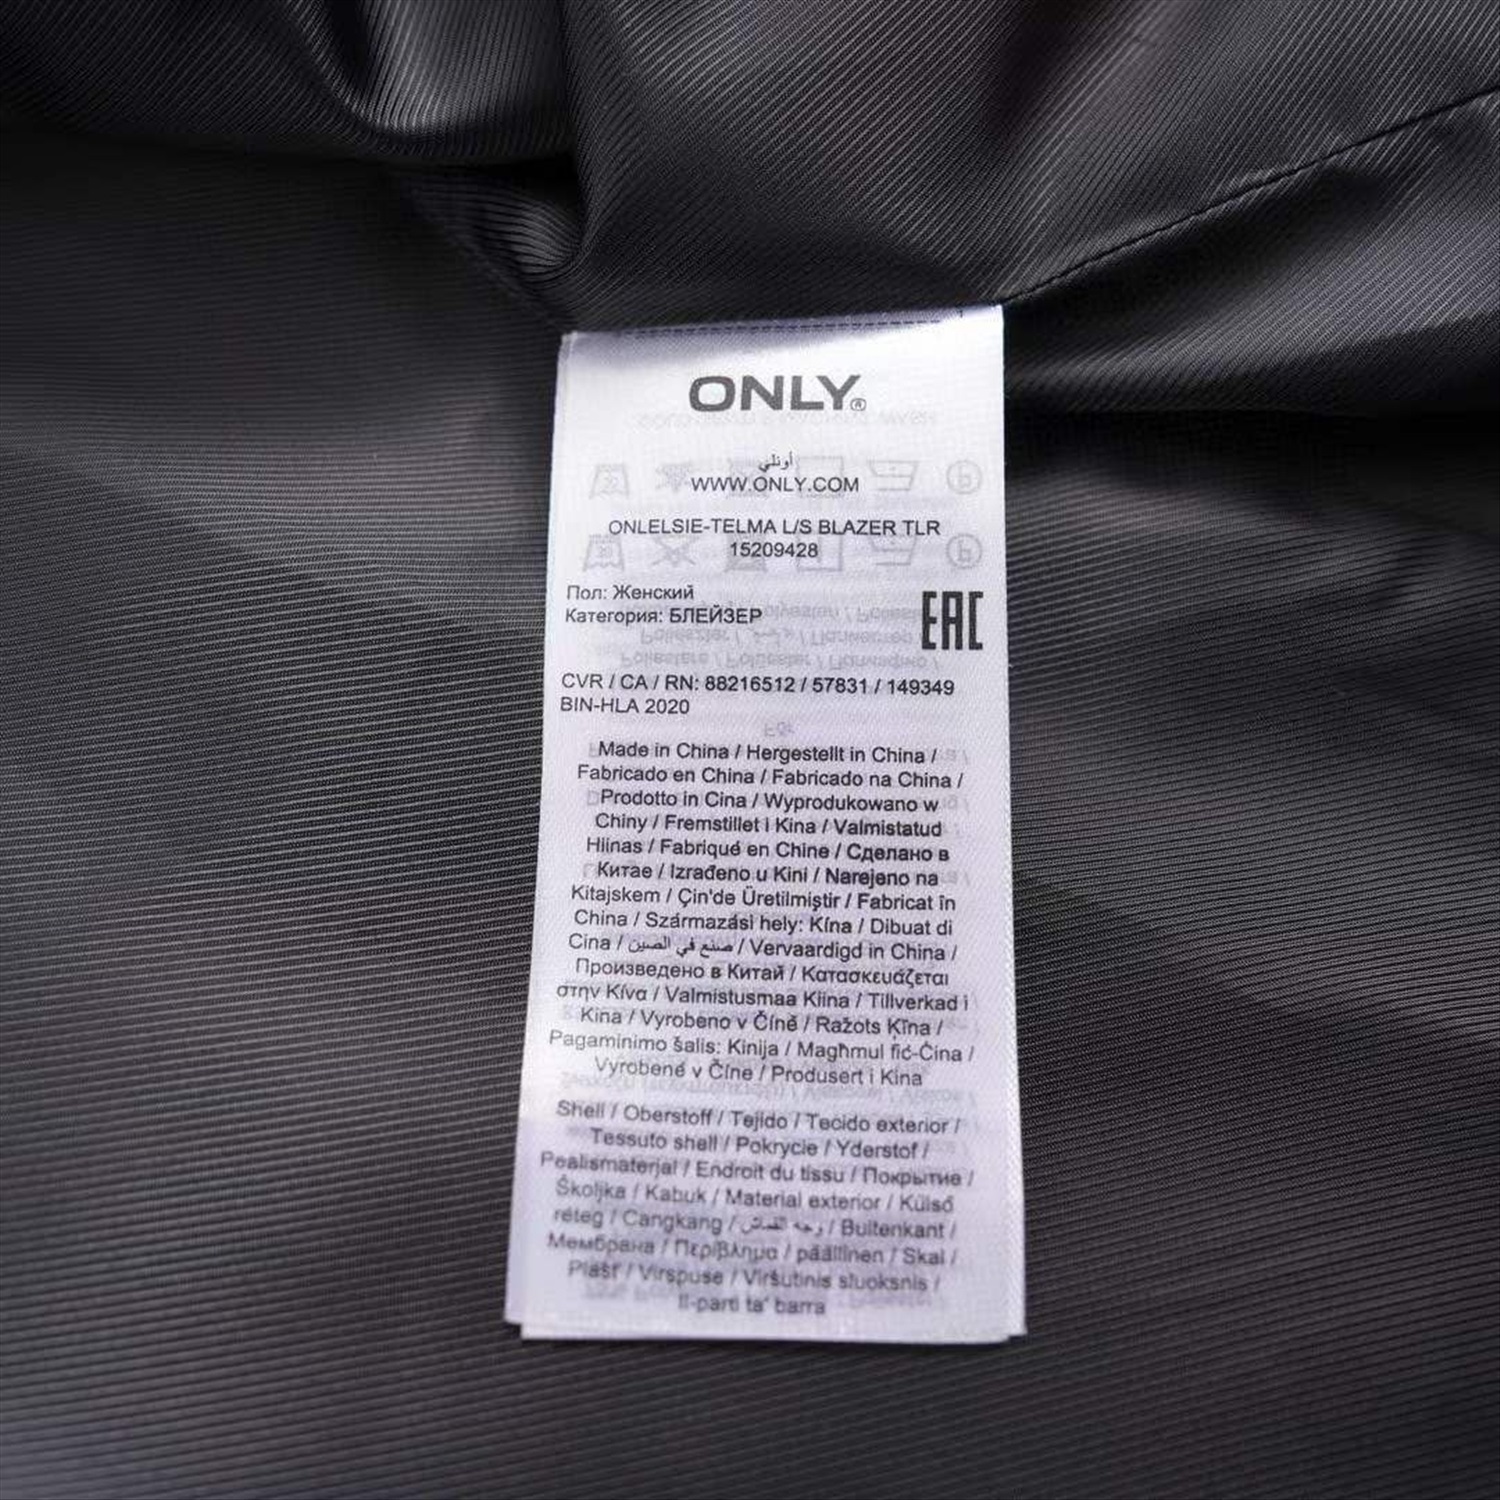 ONLY®
أونلي
WWW.ONLY.COM
ONLELSIE-TELMA L/S BLAZER TLR
15209428
Пол: Женский
Категория: БЛЕЙЗЕР
EAC
CVR / CA / RN: 88216512 / 57831 / 149349
BIN-HLA 2020
Made in China / Hergestellt in China /
Fabricado en China / Fabricado na China /
Prodotto in Cina / Wyprodukowano w
Chiny / Fremstillet i Kina / Valmistatud
Hiinas / Fabriqué en Chine / Сделано в
Китае / Izrađeno u Kini / Narejeno na
Kitajskem / Çin'de Üretilmiştir / Fabricat în
China / Származási hely: Kína / Dibuat di
Cina / صنع في الصين / Vervaardigd in China /
Произведено в Китай / Κατασκευάζεται
στην Κίνα / Valmistusmaa Kiina / Tillverkad i
Kina / Vyrobeno v Číně / Ražots Ķīna /
Pagaminimo šalis: Kinija / Magħmul fiċ-Ċina /
Vyrobené v Číne / Produsert i Kina
Shell / Oberstoff / Tejido / Tecido exterior /
Tessuto shell / Pokrycie / Yderstof /
Pealismaterjal / Endroit du tissu / Покрытие /
Školjka / Kabuk / Material exterior / Külső
réteg / Cangkang / وجه القماش / Buitenkant /
Мембрана / Περίβλημα / päällinen / Skal /
Plášť / Virspuse / Viršutinis sluoksnis /
Il-parti ta' barra